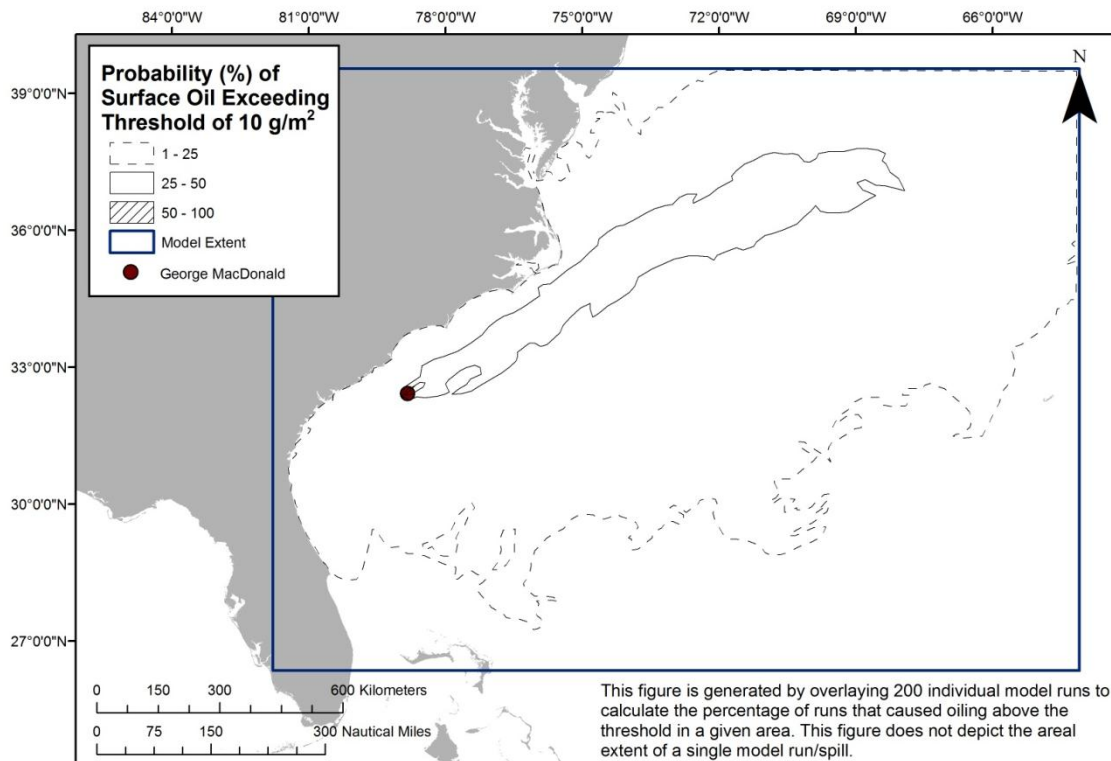 84°0'0"W 81°0'0"W 78°0'0"W 75°0'0"W 72°0'0"W 69°0'0"W 66°0'0"W
N
39°0'0"N
36°0'0"N
33°0'0"N
30°0'0"N
27°0'0"N
Probability (%) of
Surface Oil Exceeding
Threshold of 10 g/m²
1 - 25
25 - 50
50 - 100
Model Extent
George MacDonald
0 150 300 600 Kilometers
0 75 150 300 Nautical Miles
This figure is generated by overlaying 200 individual model runs to
calculate the percentage of runs that caused oiling above the
threshold in a given area. This figure does not depict the areal
extent of a single model run/spill.